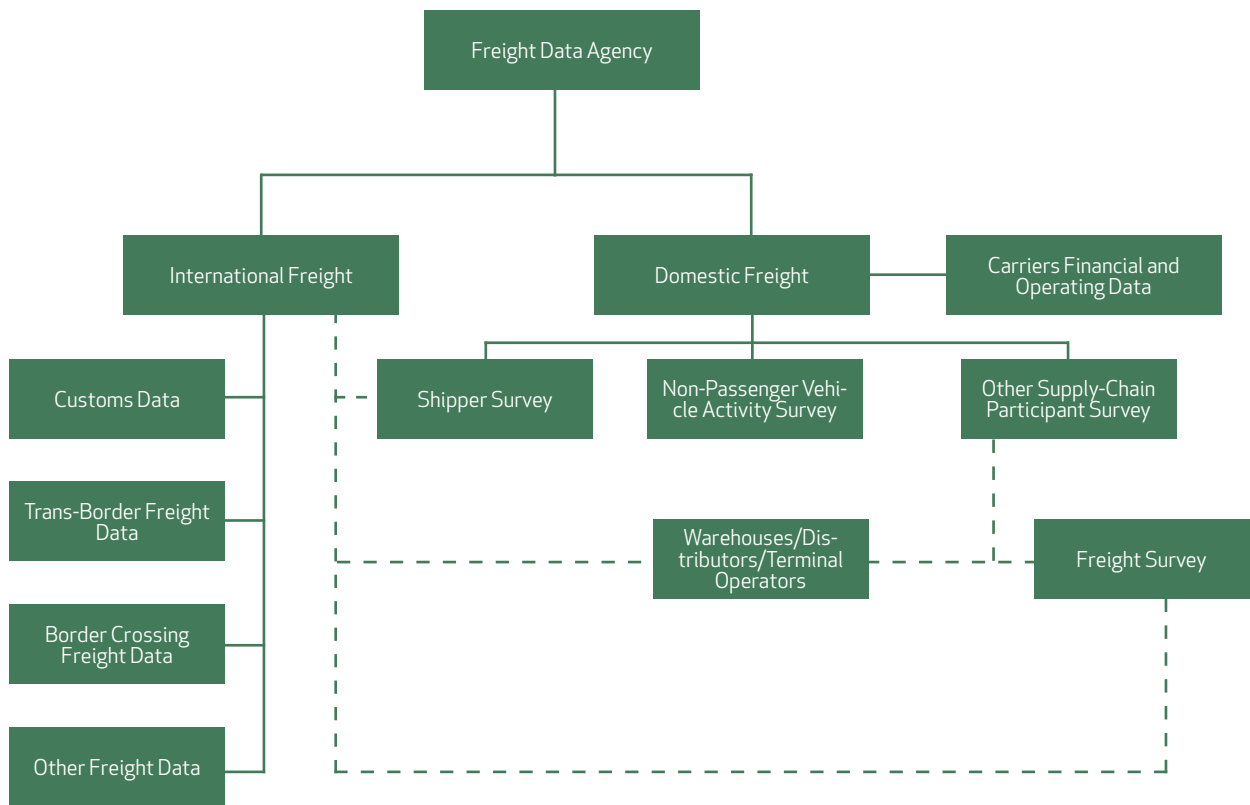 Freight Data Agency
International Freight
Domestic Freight
Carriers Financial and
Operating Data
Customs Data
Shipper Survey
Non-Passenger Vehi-
cle Activity Survey
Other Supply-Chain
Participant Survey
Trans-Border Freight
Data
Warehouses/Dis-
tributors/Terminal
Operators
Freight Survey
Border Crossing
Freight Data
Other Freight Data